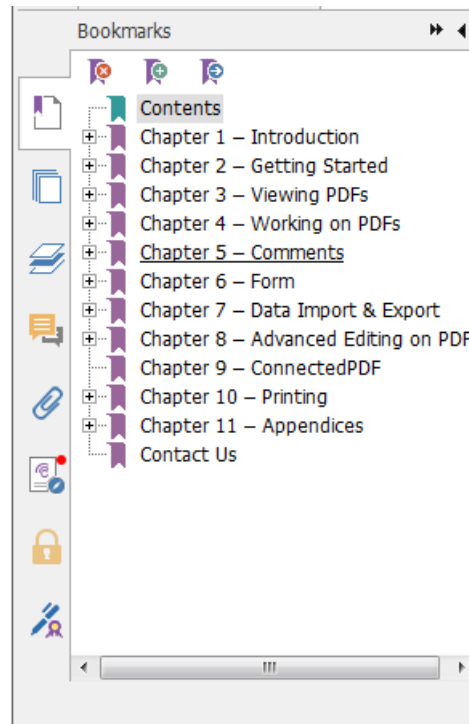 Bookmarks
Contents
Chapter 1 – Introduction
Chapter 2 – Getting Started
Chapter 3 – Viewing PDFs
Chapter 4 – Working on PDFs
Chapter 5 – Comments
Chapter 6 – Form
Chapter 7 – Data Import & Export
Chapter 8 – Advanced Editing on PDF
Chapter 9 – ConnectedPDF
Chapter 10 – Printing
Chapter 11 – Appendices
Contact Us